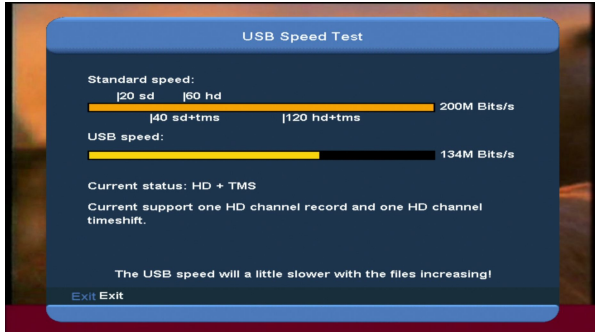 USB Speed Test
Standard speed:
|20 sd |60 hd
200M Bits/s
|40 sd+tms |120 hd+tms
USB speed:
134M Bits/s
Current status: HD + TMS
Current support one HD channel record and one HD channel
timeshift.
The USB speed will a little slower with the files increasing!
Exit Exit